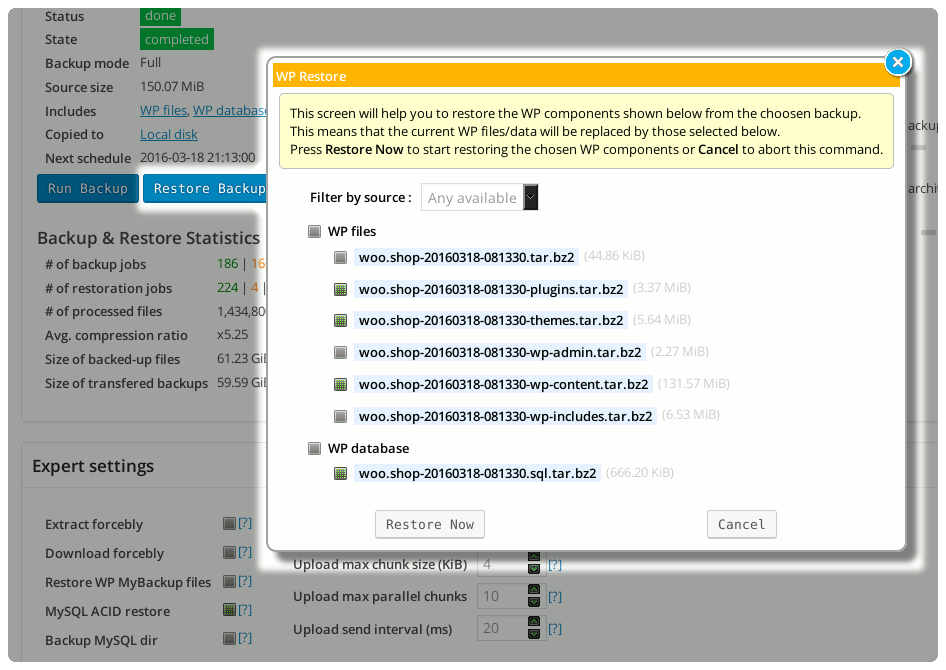 Status done
State completed
Backup mode Full
Source size 150.07 MiB
Includes WP files, WP database
Copied to Local disk
Next schedule 2016-03-18 21:13:00
Run Backup Restore Backup
Backup & Restore Statistics
# of backup jobs 186 | 16
# of restoration jobs 224 | 4 |
# of processed files 1,434,80
Avg. compression ratio x5.25
Size of backed-up files 61.23 GiB
Size of transfered backups 59.59 GiB
WP Restore
This screen will help you to restore the WP components shown below from the choosen backup.
This means that the current WP files/data will be replaced by those selected below.
Press Restore Now to start restoring the chosen WP components or Cancel to abort this command.
Filter by source : Any available
WP files
woo.shop-20160318-081330.tar.bz2 (44.86 KiB)
woo.shop-20160318-081330-plugins.tar.bz2 (3.37 MiB)
woo.shop-20160318-081330-themes.tar.bz2 (5.64 MiB)
woo.shop-20160318-081330-wp-admin.tar.bz2 (2.27 MiB)
woo.shop-20160318-081330-wp-content.tar.bz2 (131.57 MiB)
woo.shop-20160318-081330-wp-includes.tar.bz2 (6.53 MiB)
WP database
woo.shop-20160318-081330.sql.tar.bz2 (666.20 KiB)
Restore Now Cancel
Expert settings
Extract forcebly [?]
Download forcebly [?]
Restore WP MyBackup files [?]
MySQL ACID restore [?]
Backup MySQL dir [?]
Upload max chunk size (KiB) 4 [?]
Upload max parallel chunks 10 [?]
Upload send interval (ms) 20 [?]